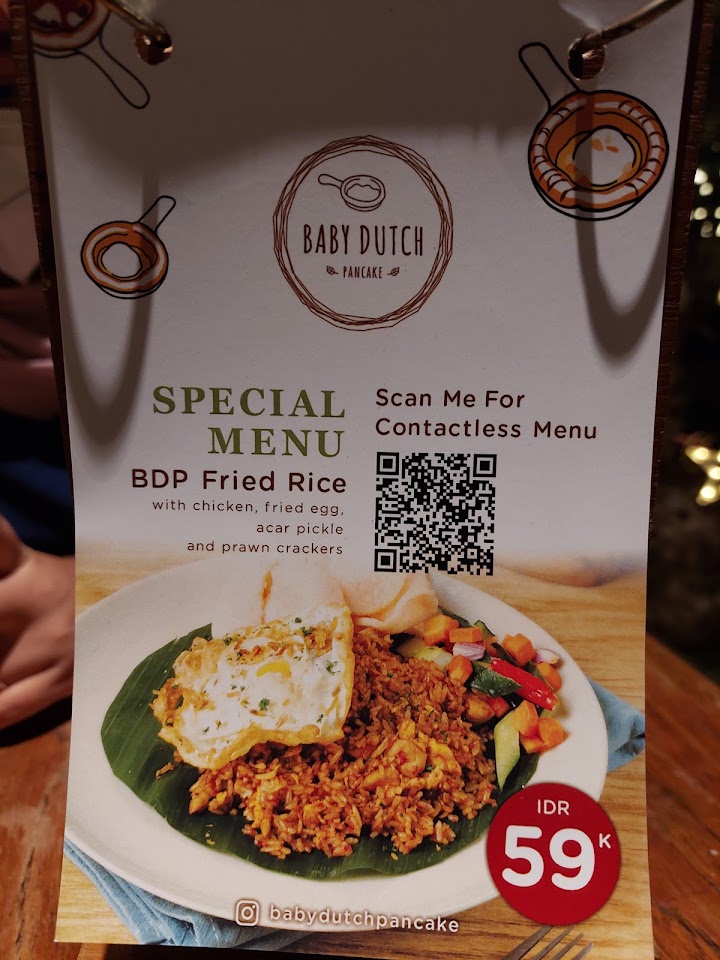 BABY DUTCH
PANCAKE
SPECIAL
MENU
BDP Fried Rice
with chicken, fried egg,
acar pickle
and prawn crackers
Scan Me For
Contactless Menu
IDR
59K
babydutchpancake